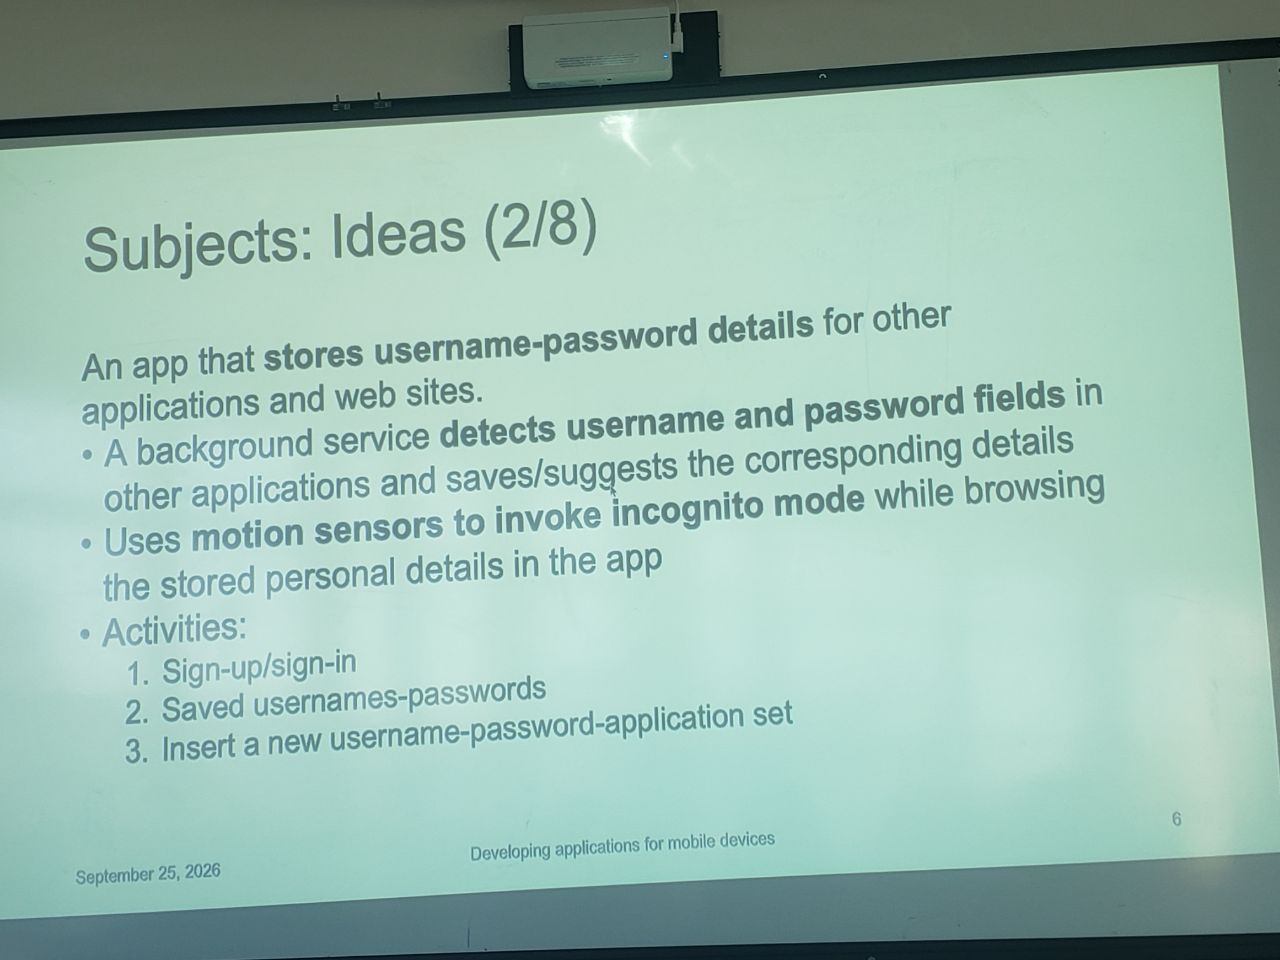 Subjects: Ideas (2/8)
An app that stores username-password details for other
applications and web sites.
• A background service detects username and password fields in
other applications and saves/suggests the corresponding details
• Uses motion sensors to invoke incognito mode while browsing
the stored personal details in the app
• Activities:
1. Sign-up/sign-in
2. Saved usernames-passwords
3. Insert a new username-password-application set
September 25, 2026
Developing applications for mobile devices
6